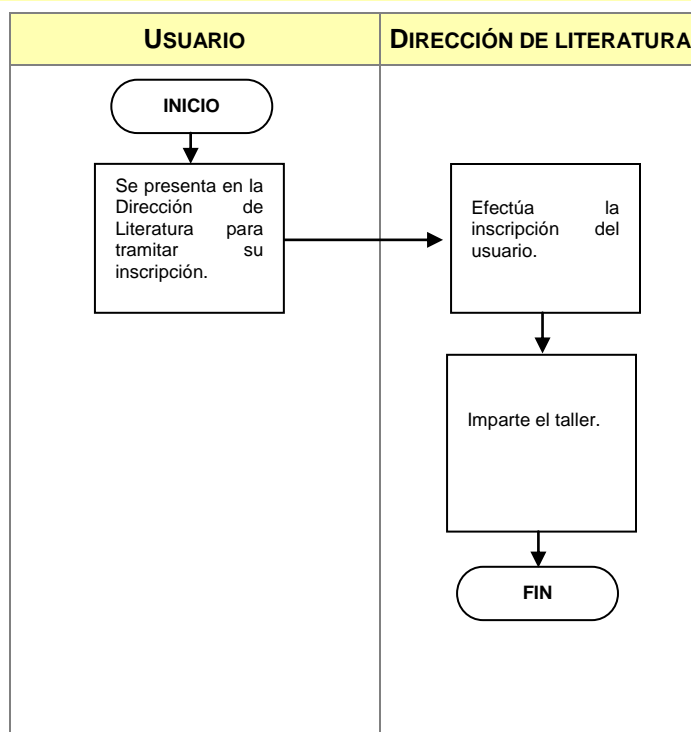 USUARIO
DIRECCIÓN DE LITERATURA
INICIO
Se presenta en la
Dirección de
Literatura para
tramitar su
inscripción.
Efectúa la
inscripción del
usuario.
Imparte el taller.
FIN